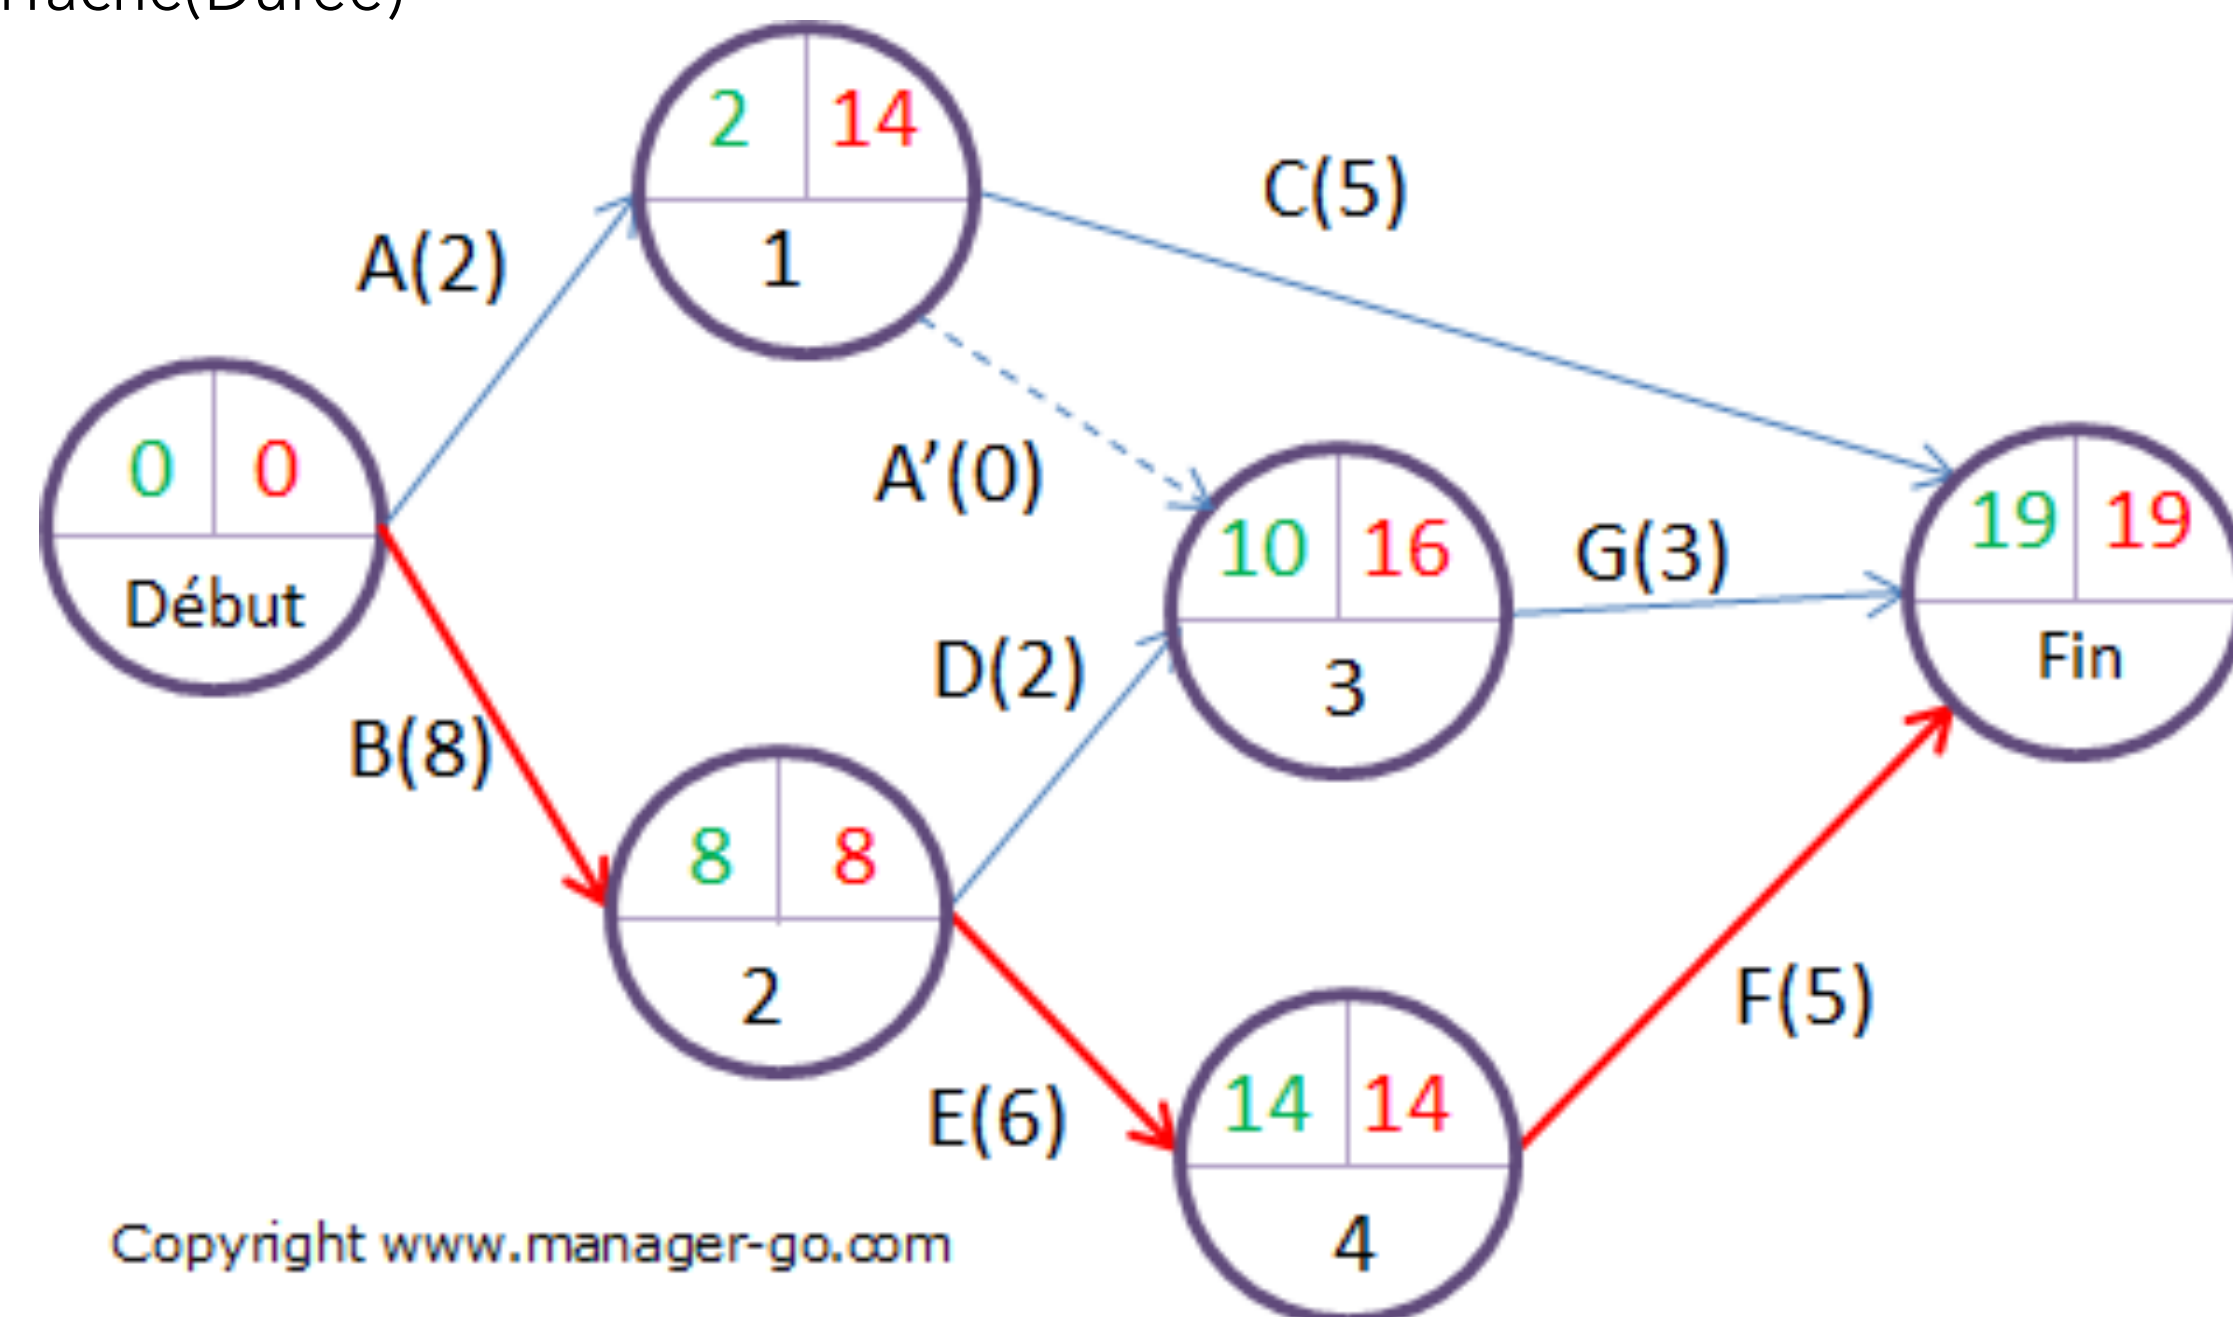 (Durée)
2 14
1
A(2)
C(5)
0 0
Début
A’(0)
10 16
3
G(3)
19 19
Fin
B(8)
D(2)
8 8
2
E(6)
F(5)
14 14
4
Copyright www.manager-go.com